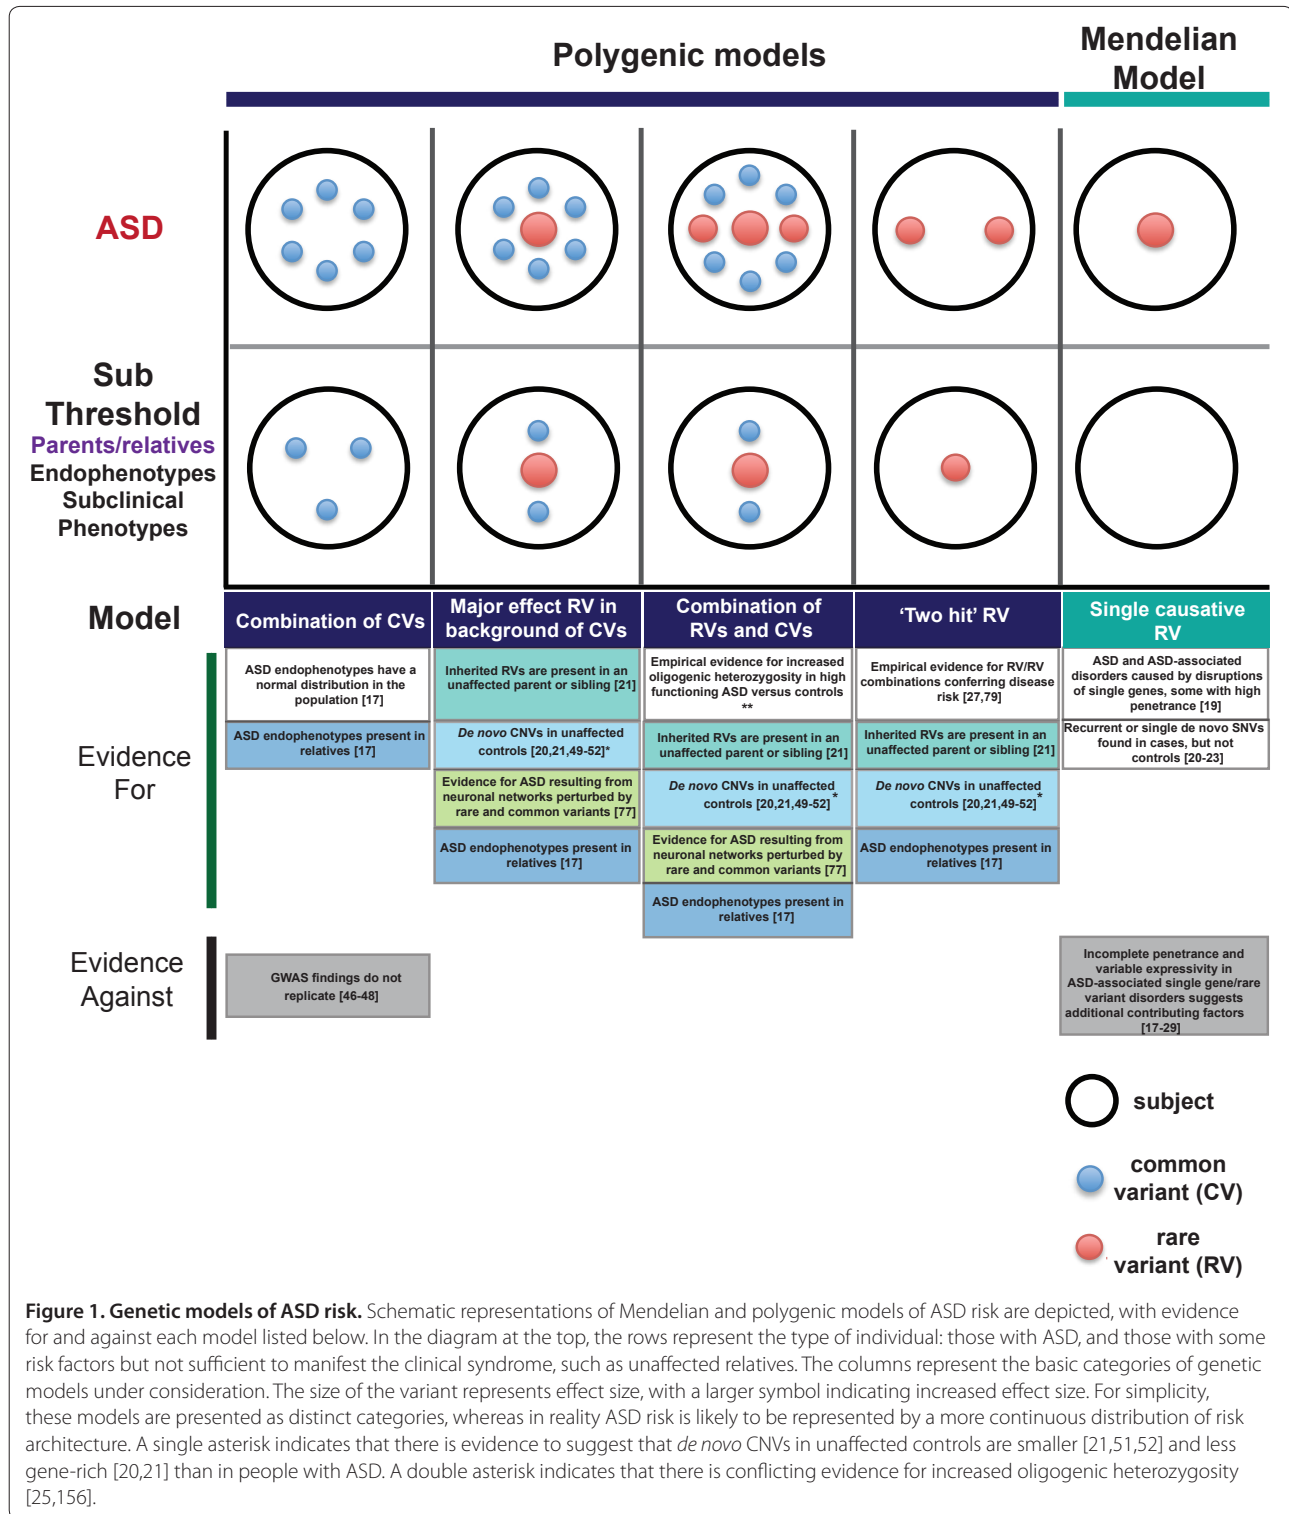 Polygenic models
Mendelian
Model
ASD
Sub
Threshold
Parents/relatives
Endophenotypes
Subclinical
Phenotypes
Model
Combination of CVs
Major effect RV in
background of CVs
Combination of
RVs and CVs
‘Two hit’ RV
Single causative
RV
Evidence
For
ASD endophenotypes have a
normal distribution in the
population [17]
ASD endophenotypes present in
relatives [17]
Inherited RVs are present in an
unaffected parent or sibling [21]
De novo CNVs in unaffected
controls [20,21,49-52]*
Evidence for ASD resulting from
neuronal networks perturbed by
rare and common variants [77]
ASD endophenotypes present in
relatives [17]
Empirical evidence for increased
oligogenic heterozygosity in high
functioning ASD versus controls
**
Inherited RVs are present in an
unaffected parent or sibling [21]
De novo CNVs in unaffected
controls [20,21,49-52]*
Evidence for ASD resulting from
neuronal networks perturbed by
rare and common variants [77]
ASD endophenotypes present in
relatives [17]
Empirical evidence for RV/RV
combinations conferring disease
risk [27,79]
Inherited RVs are present in an
unaffected parent or sibling [21]
De novo CNVs in unaffected
controls [20,21,49-52]*
ASD endophenotypes present in
relatives [17]
ASD and ASD-associated
disorders caused by disruptions
of single genes, some with high
penetrance [19]
Recurrent or single de novo SNVs
found in cases, but not
controls [20-23]
Evidence
Against
GWAS findings do not
replicate [46-48]
Incomplete penetrance and
variable expressivity in
ASD-associated single gene/rare
variant disorders suggests
additional contributing factors
[17-29]
subject
common
variant (CV)
rare
variant (RV)
Figure 1. Genetic models of ASD risk. Schematic representations of Mendelian and polygenic models of ASD risk are depicted, with evidence
for and against each model listed below. In the diagram at the top, the rows represent the type of individual: those with ASD, and those with some
risk factors but not sufficient to manifest the clinical syndrome, such as unaffected relatives. The columns represent the basic categories of genetic
models under consideration. The size of the variant represents effect size, with a larger symbol indicating increased effect size. For simplicity,
these models are presented as distinct categories, whereas in reality ASD risk is likely to be represented by a more continuous distribution of risk
architecture. A single asterisk indicates that there is evidence to suggest that de novo CNVs in unaffected controls are smaller [21,51,52] and less
gene-rich [20,21] than in people with ASD. A double asterisk indicates that there is conflicting evidence for increased oligogenic heterozygosity
[25,156].